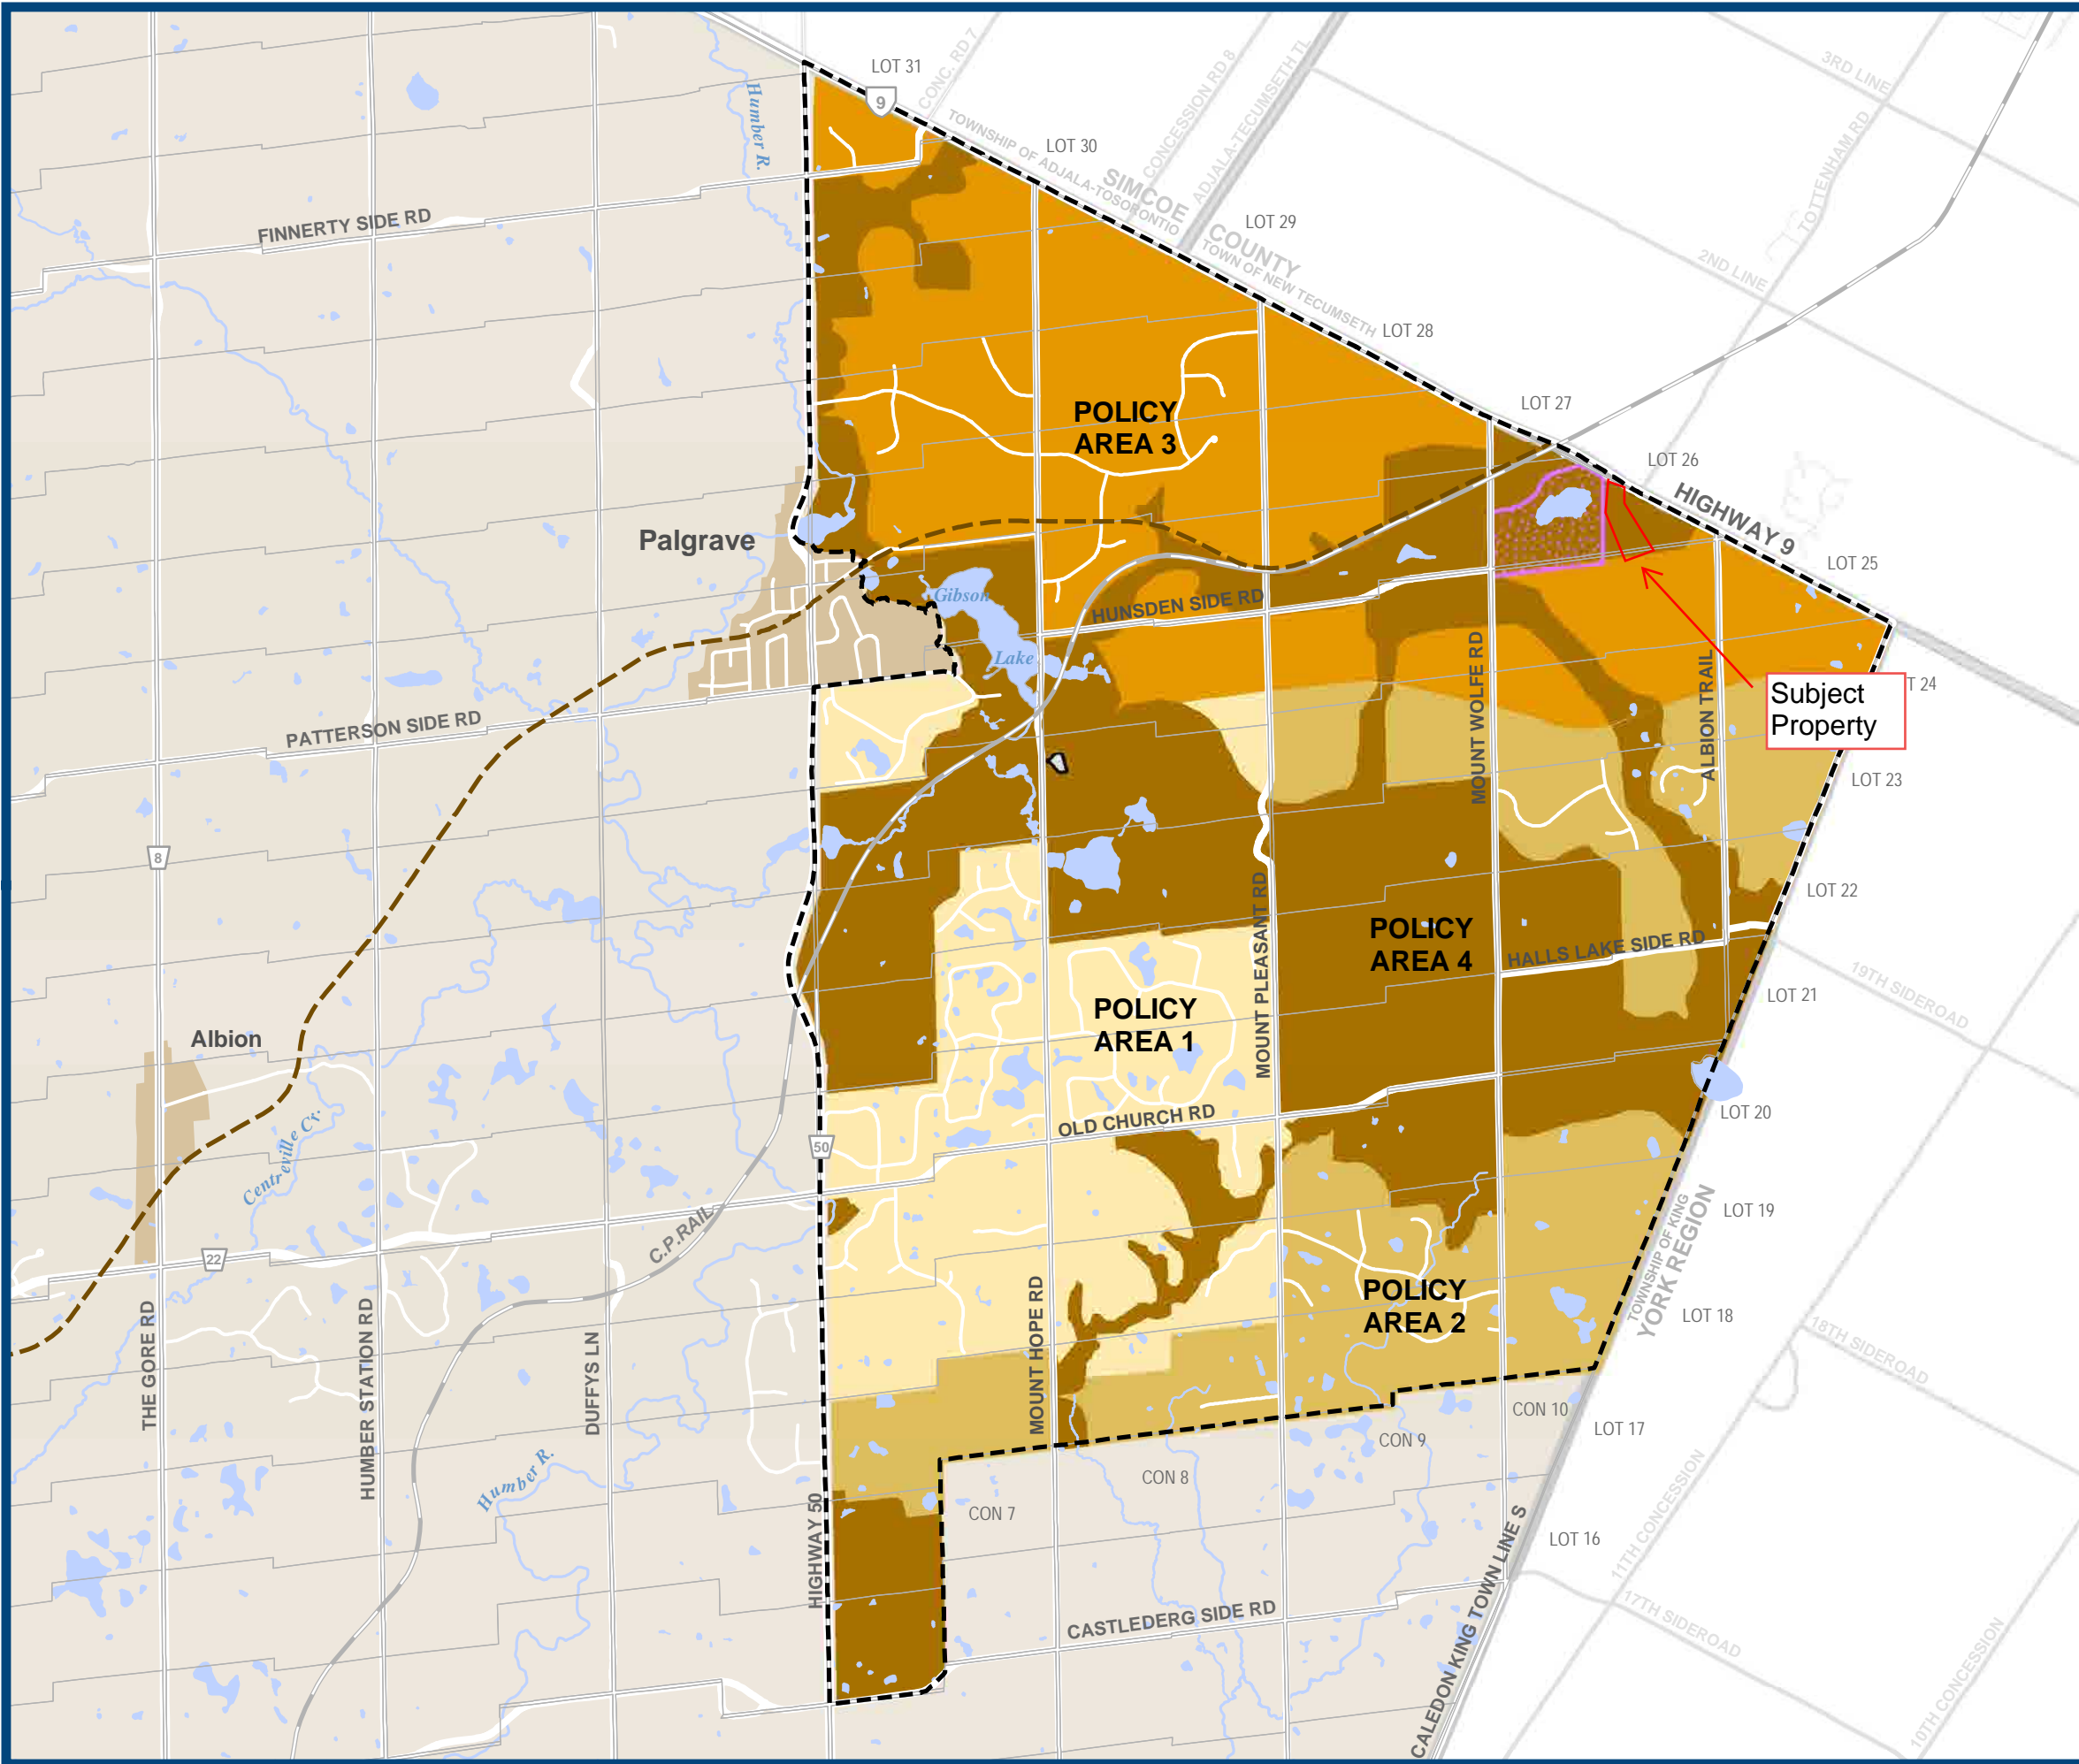 LOT 31
9
CONC. RD 7
3RD LINE
Humber R.
LOT 30
TOWNSHIP OF ADJALA-TOSORONTIO
CONCESSION RD 8
ADJALA-TECUMSETH TL
SIMCOE
COUNTY
TOWN OF NEW TECUMSETH
LOT 29
TOTTENHAM RD
2ND LINE
FINNERTY SIDE RD
LOT 28
LOT 27
POLICY
AREA 3
LOT 26
HIGHWAY 9
LOT 25
Palgrave
Gibson
Lake
HUNSDEN SIDE RD
MOUNT WOLFE RD
ALBION TRAIL
Subject
Property
T 24
PATTERSON SIDE RD
LOT 23
8
LOT 22
POLICY
AREA 4
MOUNT PLEASANT RD
HALLS LAKE SIDE RD
19TH SIDEROAD
LOT 21
POLICY
AREA 1
Albion
Centreville Cr.
LOT 20
OLD CHURCH RD
50
LOT 19
TOWNSHIP OF KING
YORK REGION
C.P.RAIL
22
POLICY
AREA 2
LOT 18
18TH SIDEROAD
THE GORE RD
HUMBER STATION RD
DUFFYS LN
MOUNT HOPE RD
CON 10
LOT 17
CON 9
CON 8
Humber R.
HIGHWAY 50
CON 7
11TH CONCESSION
LOT 16
CASTLEDERG SIDE RD
CALEDON KING TOWN LINE S
17TH SIDEROAD
10TH CONCESSION